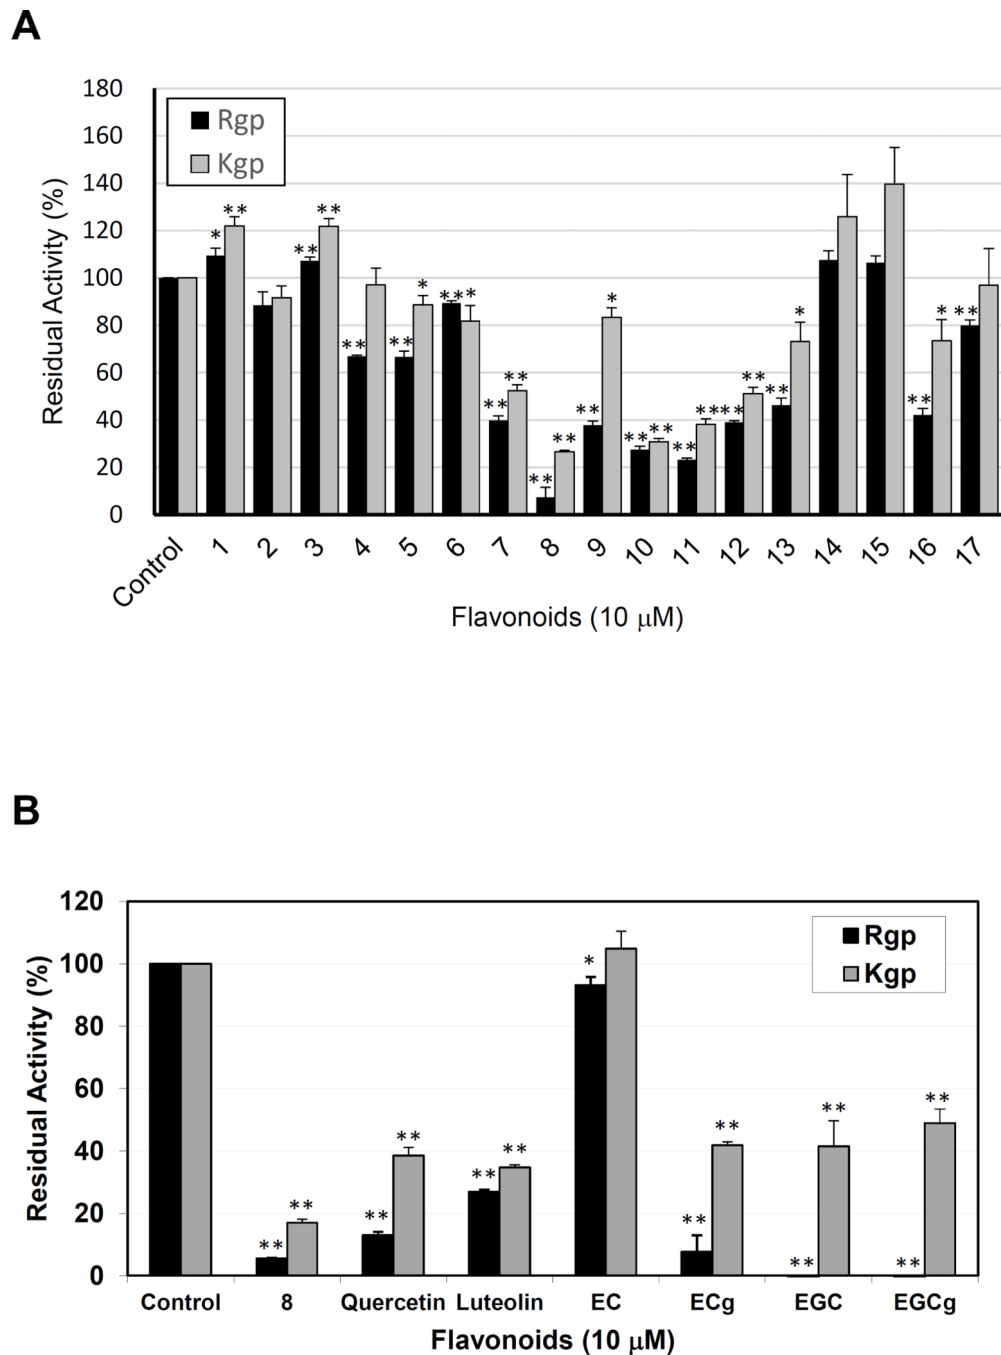 A
180
160
140
120
100
80
60
40
20
0
Residual Activity (%)
Rgp
Kgp
* ** ** ** ** ** * ** * ** ** ** ** ** * ** ** ** ** ** ** ** ** * ** * **
Control 1 2 3 4 5 6 7 8 9 10 11 12 13 14 15 16 17
Flavonoids (10 μM)
B
120
100
80
60
40
20
0
Residual Activity (%)
Rgp
Kgp
** ** ** ** ** ** * ** ** ** ** ** **
Control 8 Quercetin Luteolin EC ECg EGC EGCg
Flavonoids (10 μM)